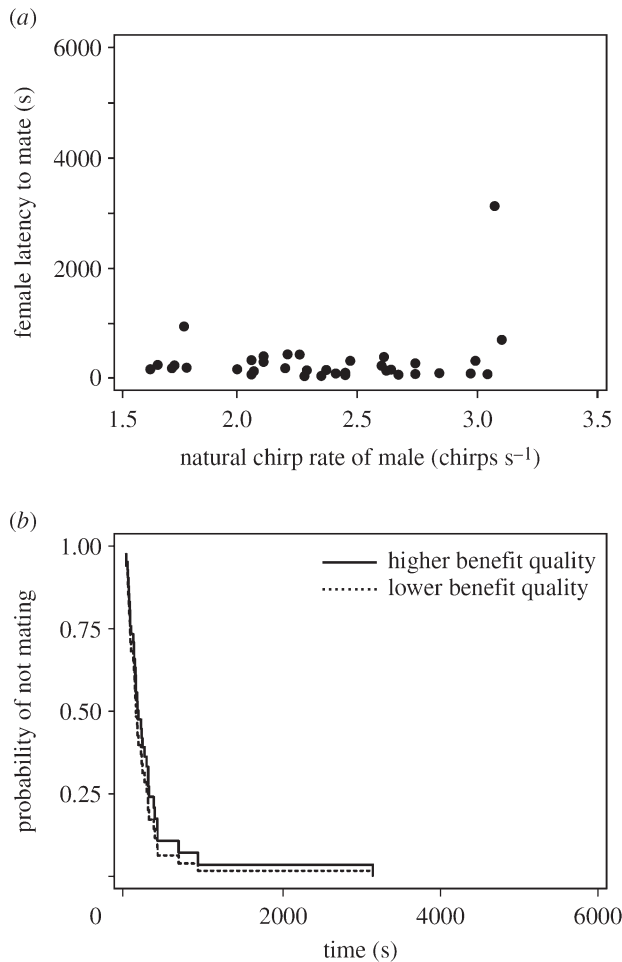 (a)
6000
4000
2000
0
female latency to mate (s)
1.5 2.0 2.5 3.0 3.5
natural chirp rate of male (chirps s–1)
(b)
1.00
0.75
0.50
0.25
probability of not mating
higher benefit quality
lower benefit quality
0 2000 4000 6000
time (s)